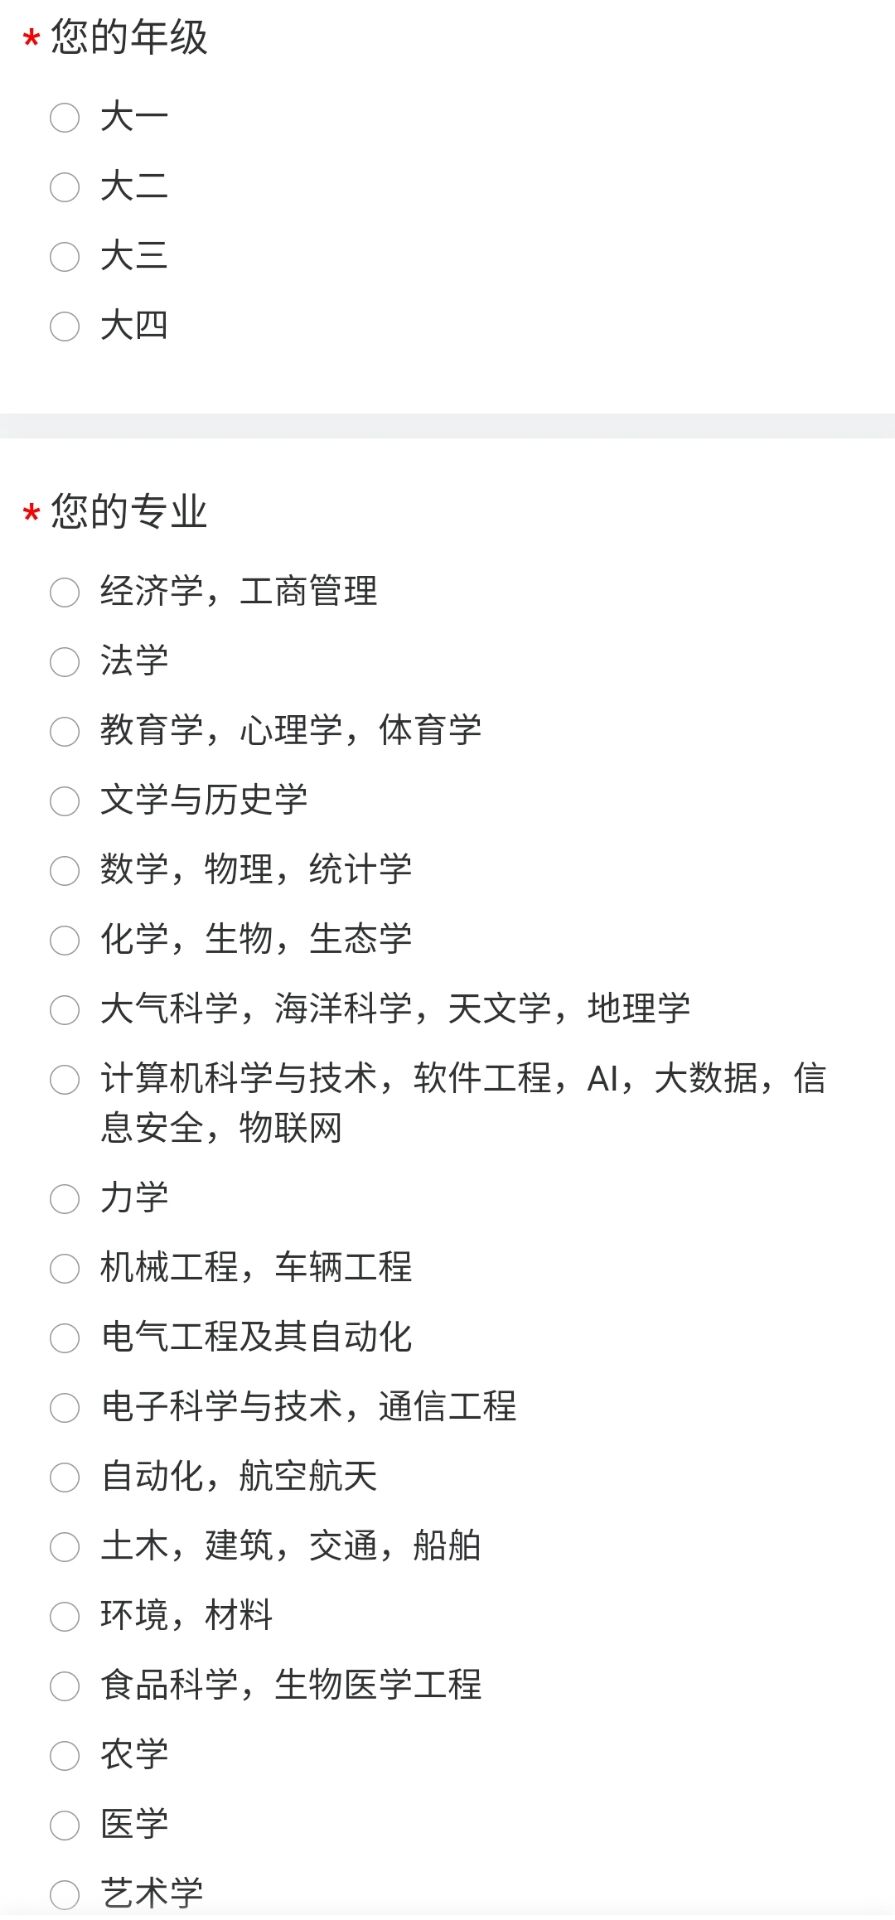 * 您的年级
大一
大二
大三
大四
* 您的专业
经济学，工商管理
法学
教育学，心理学，体育学
文学与历史学
数学，物理，统计学
化学，生物，生态学
大气科学，海洋科学，天文学，地理学
计算机科学与技术，软件工程，AI，大数据，信
息安全，物联网
力学
机械工程，车辆工程
电气工程及其自动化
电子科学与技术，通信工程
自动化，航空航天
土木，建筑，交通，船舶
环境，材料
食品科学，生物医学工程
农学
医学
艺术学